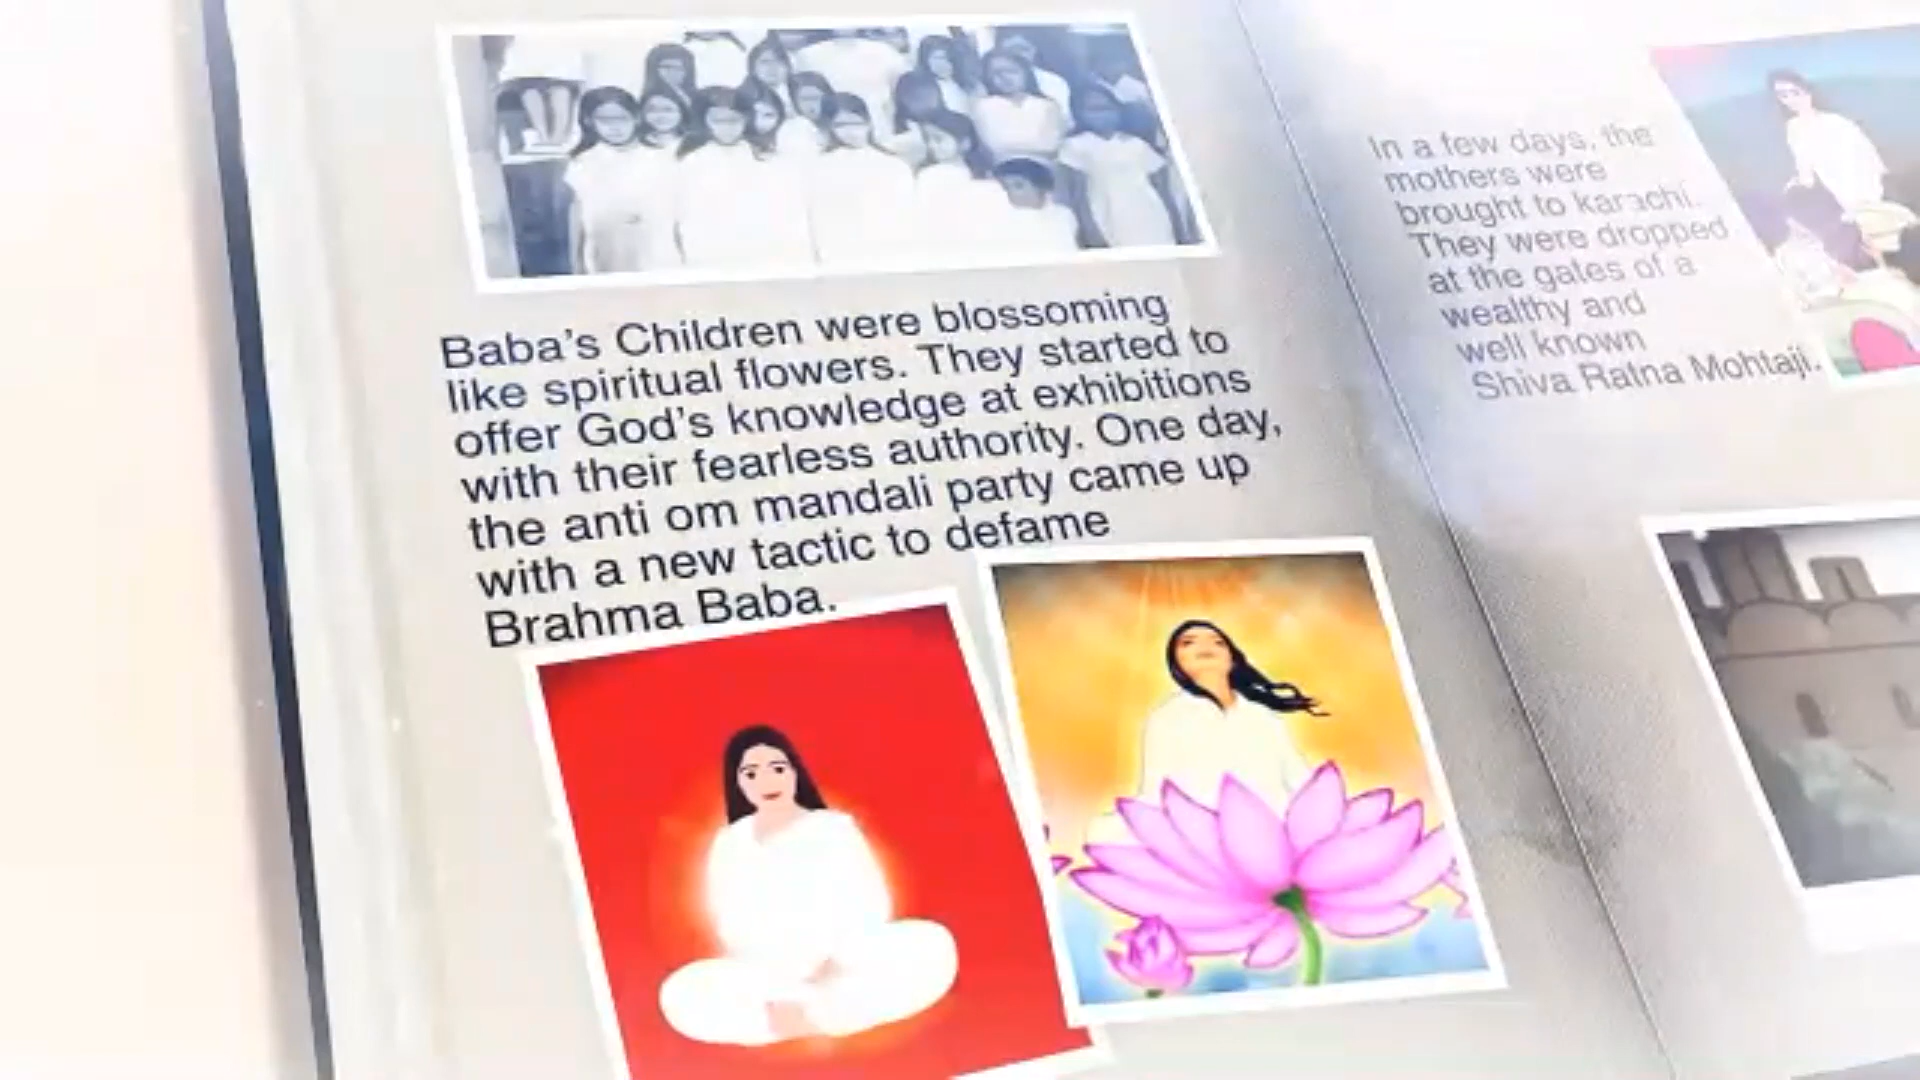 Baba's Children were blossoming
like spiritual flowers. They started to
offer God's knowledge at exhibitions
with their fearless authority. One day,
the anti om mandali party came up
with a new tactic to defame
Brahma Baba.
In a few days, the
mothers were
brought to karachi.
They were dropped
at the gates of a
wealthy and
well known
Shiva Ratna Mohtaji.